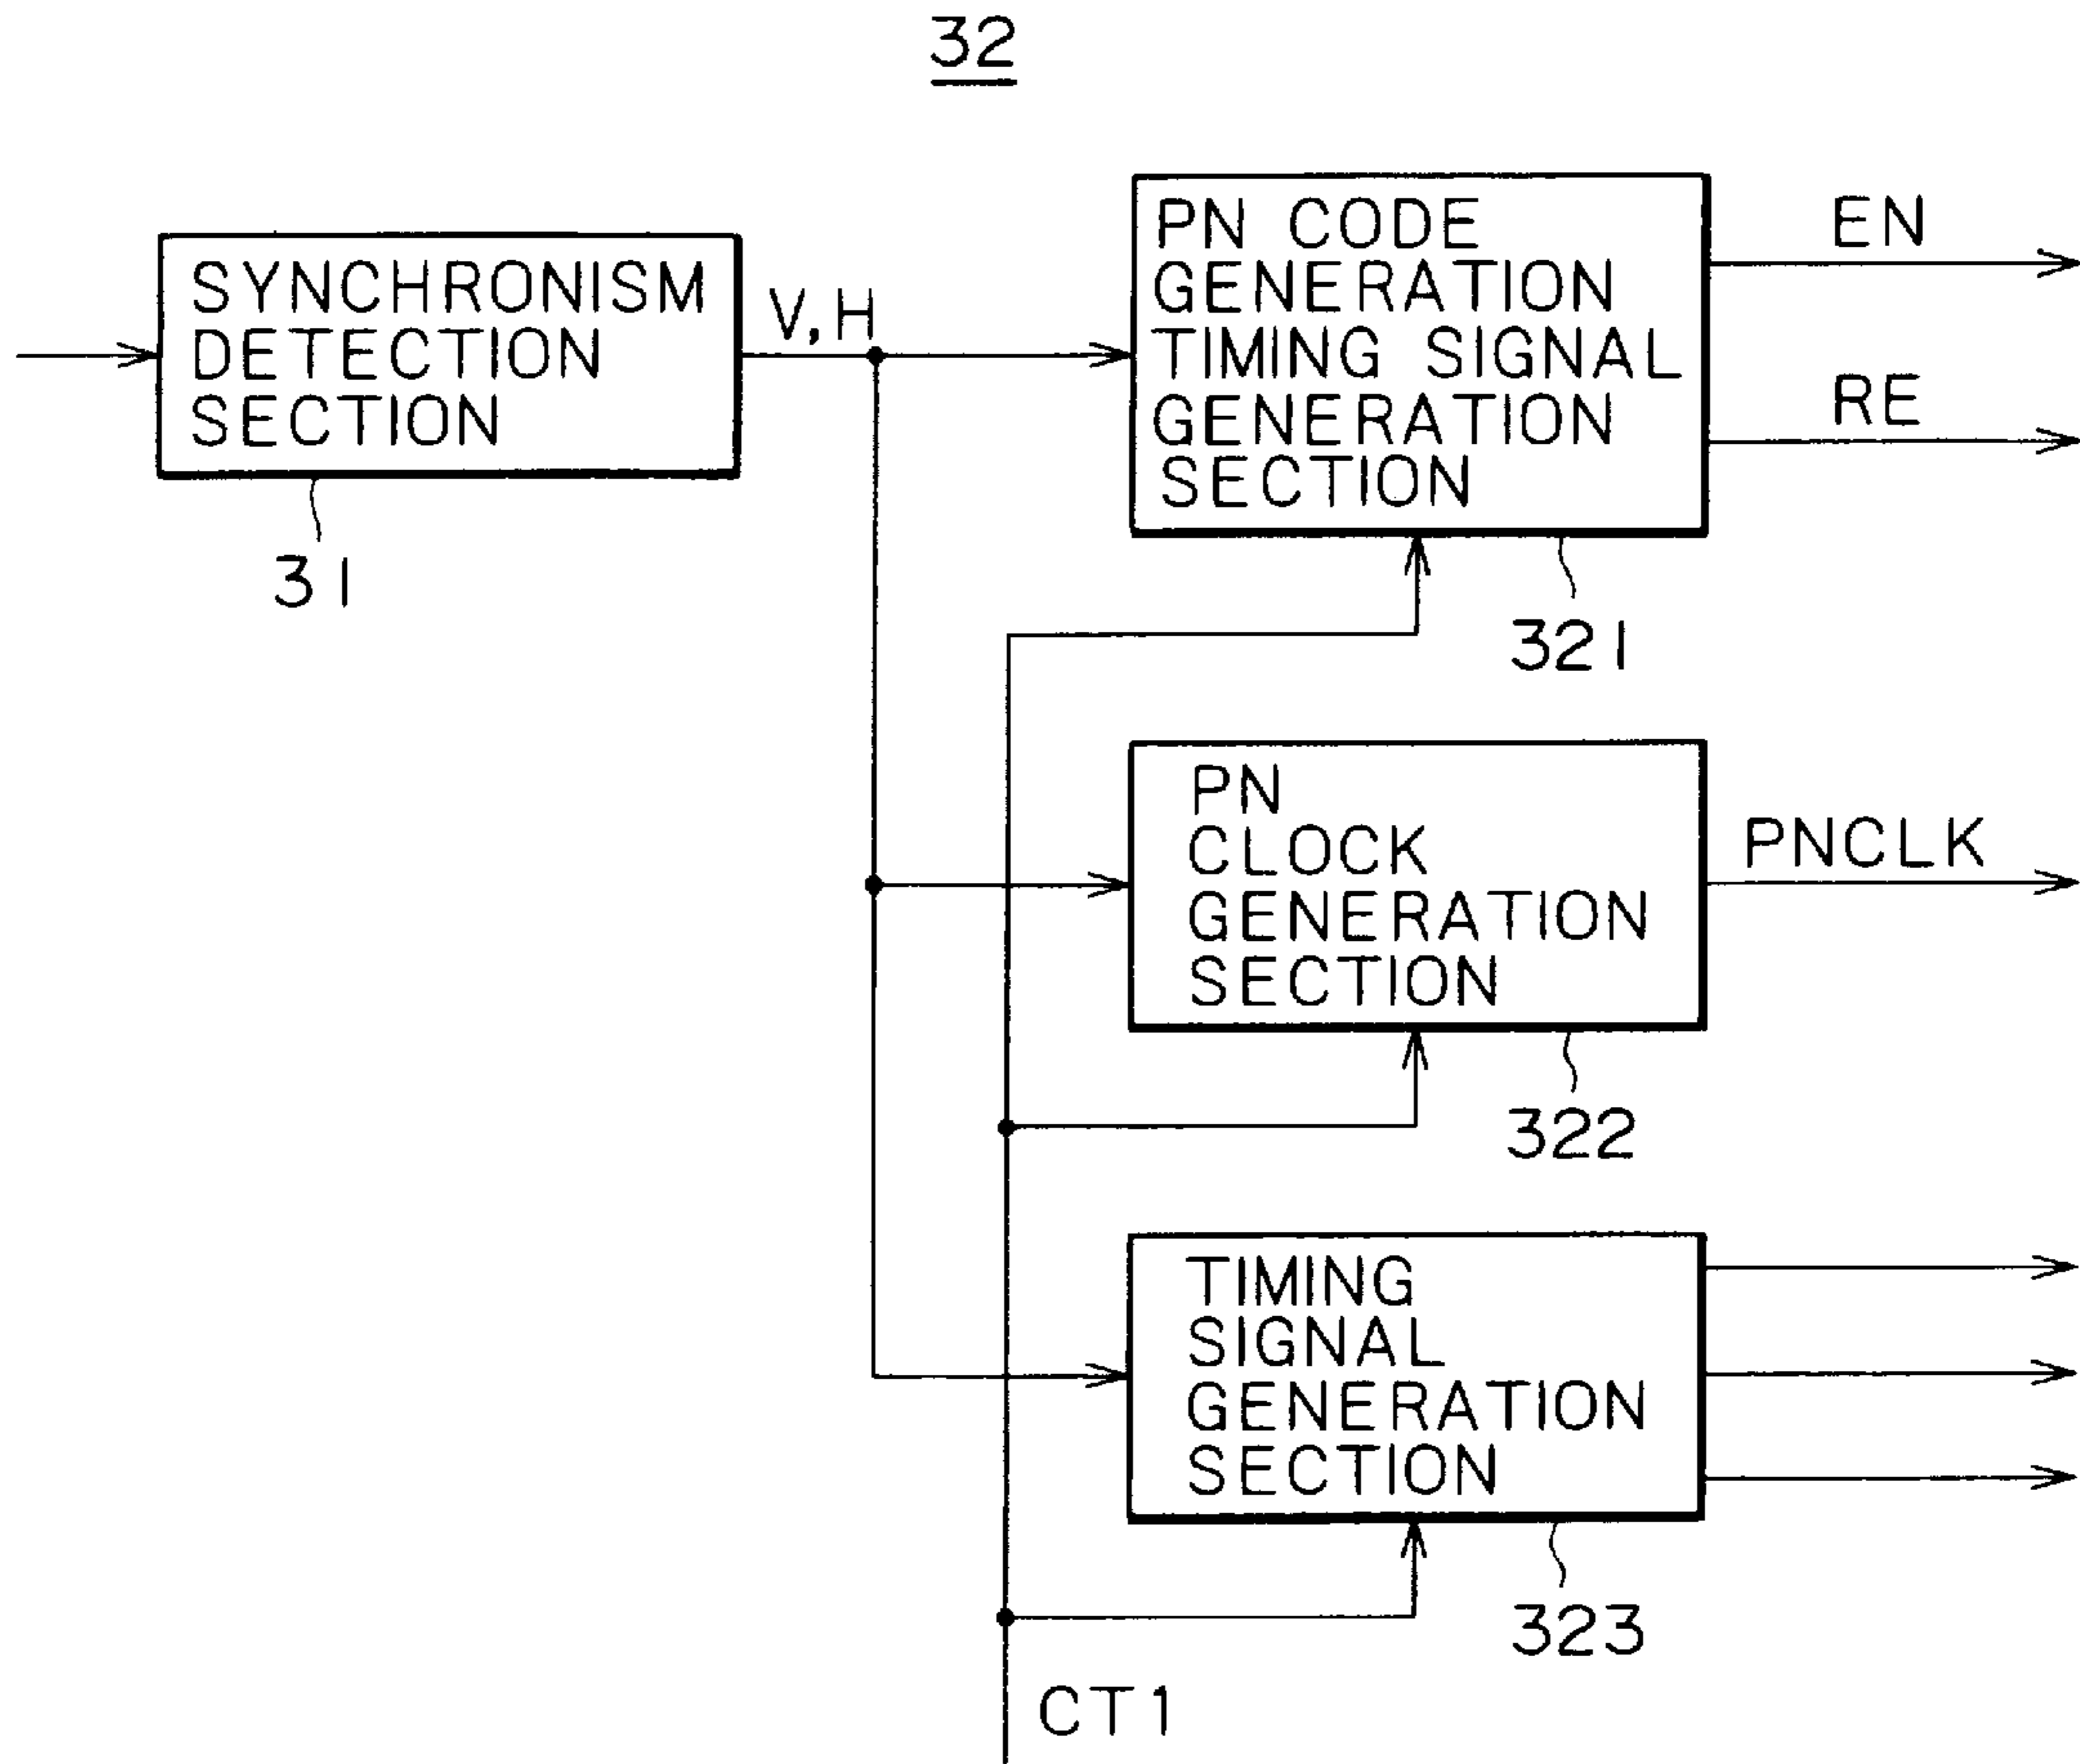 32
SYNCHRONISM
DETECTION
SECTION
31
V,H
PN CODE
GENERATION
TIMING SIGNAL
GENERATION
SECTION
321
EN
RE
PN
CLOCK
GENERATION
SECTION
322
PNCLK
TIMING
SIGNAL
GENERATION
SECTION
323
CT1